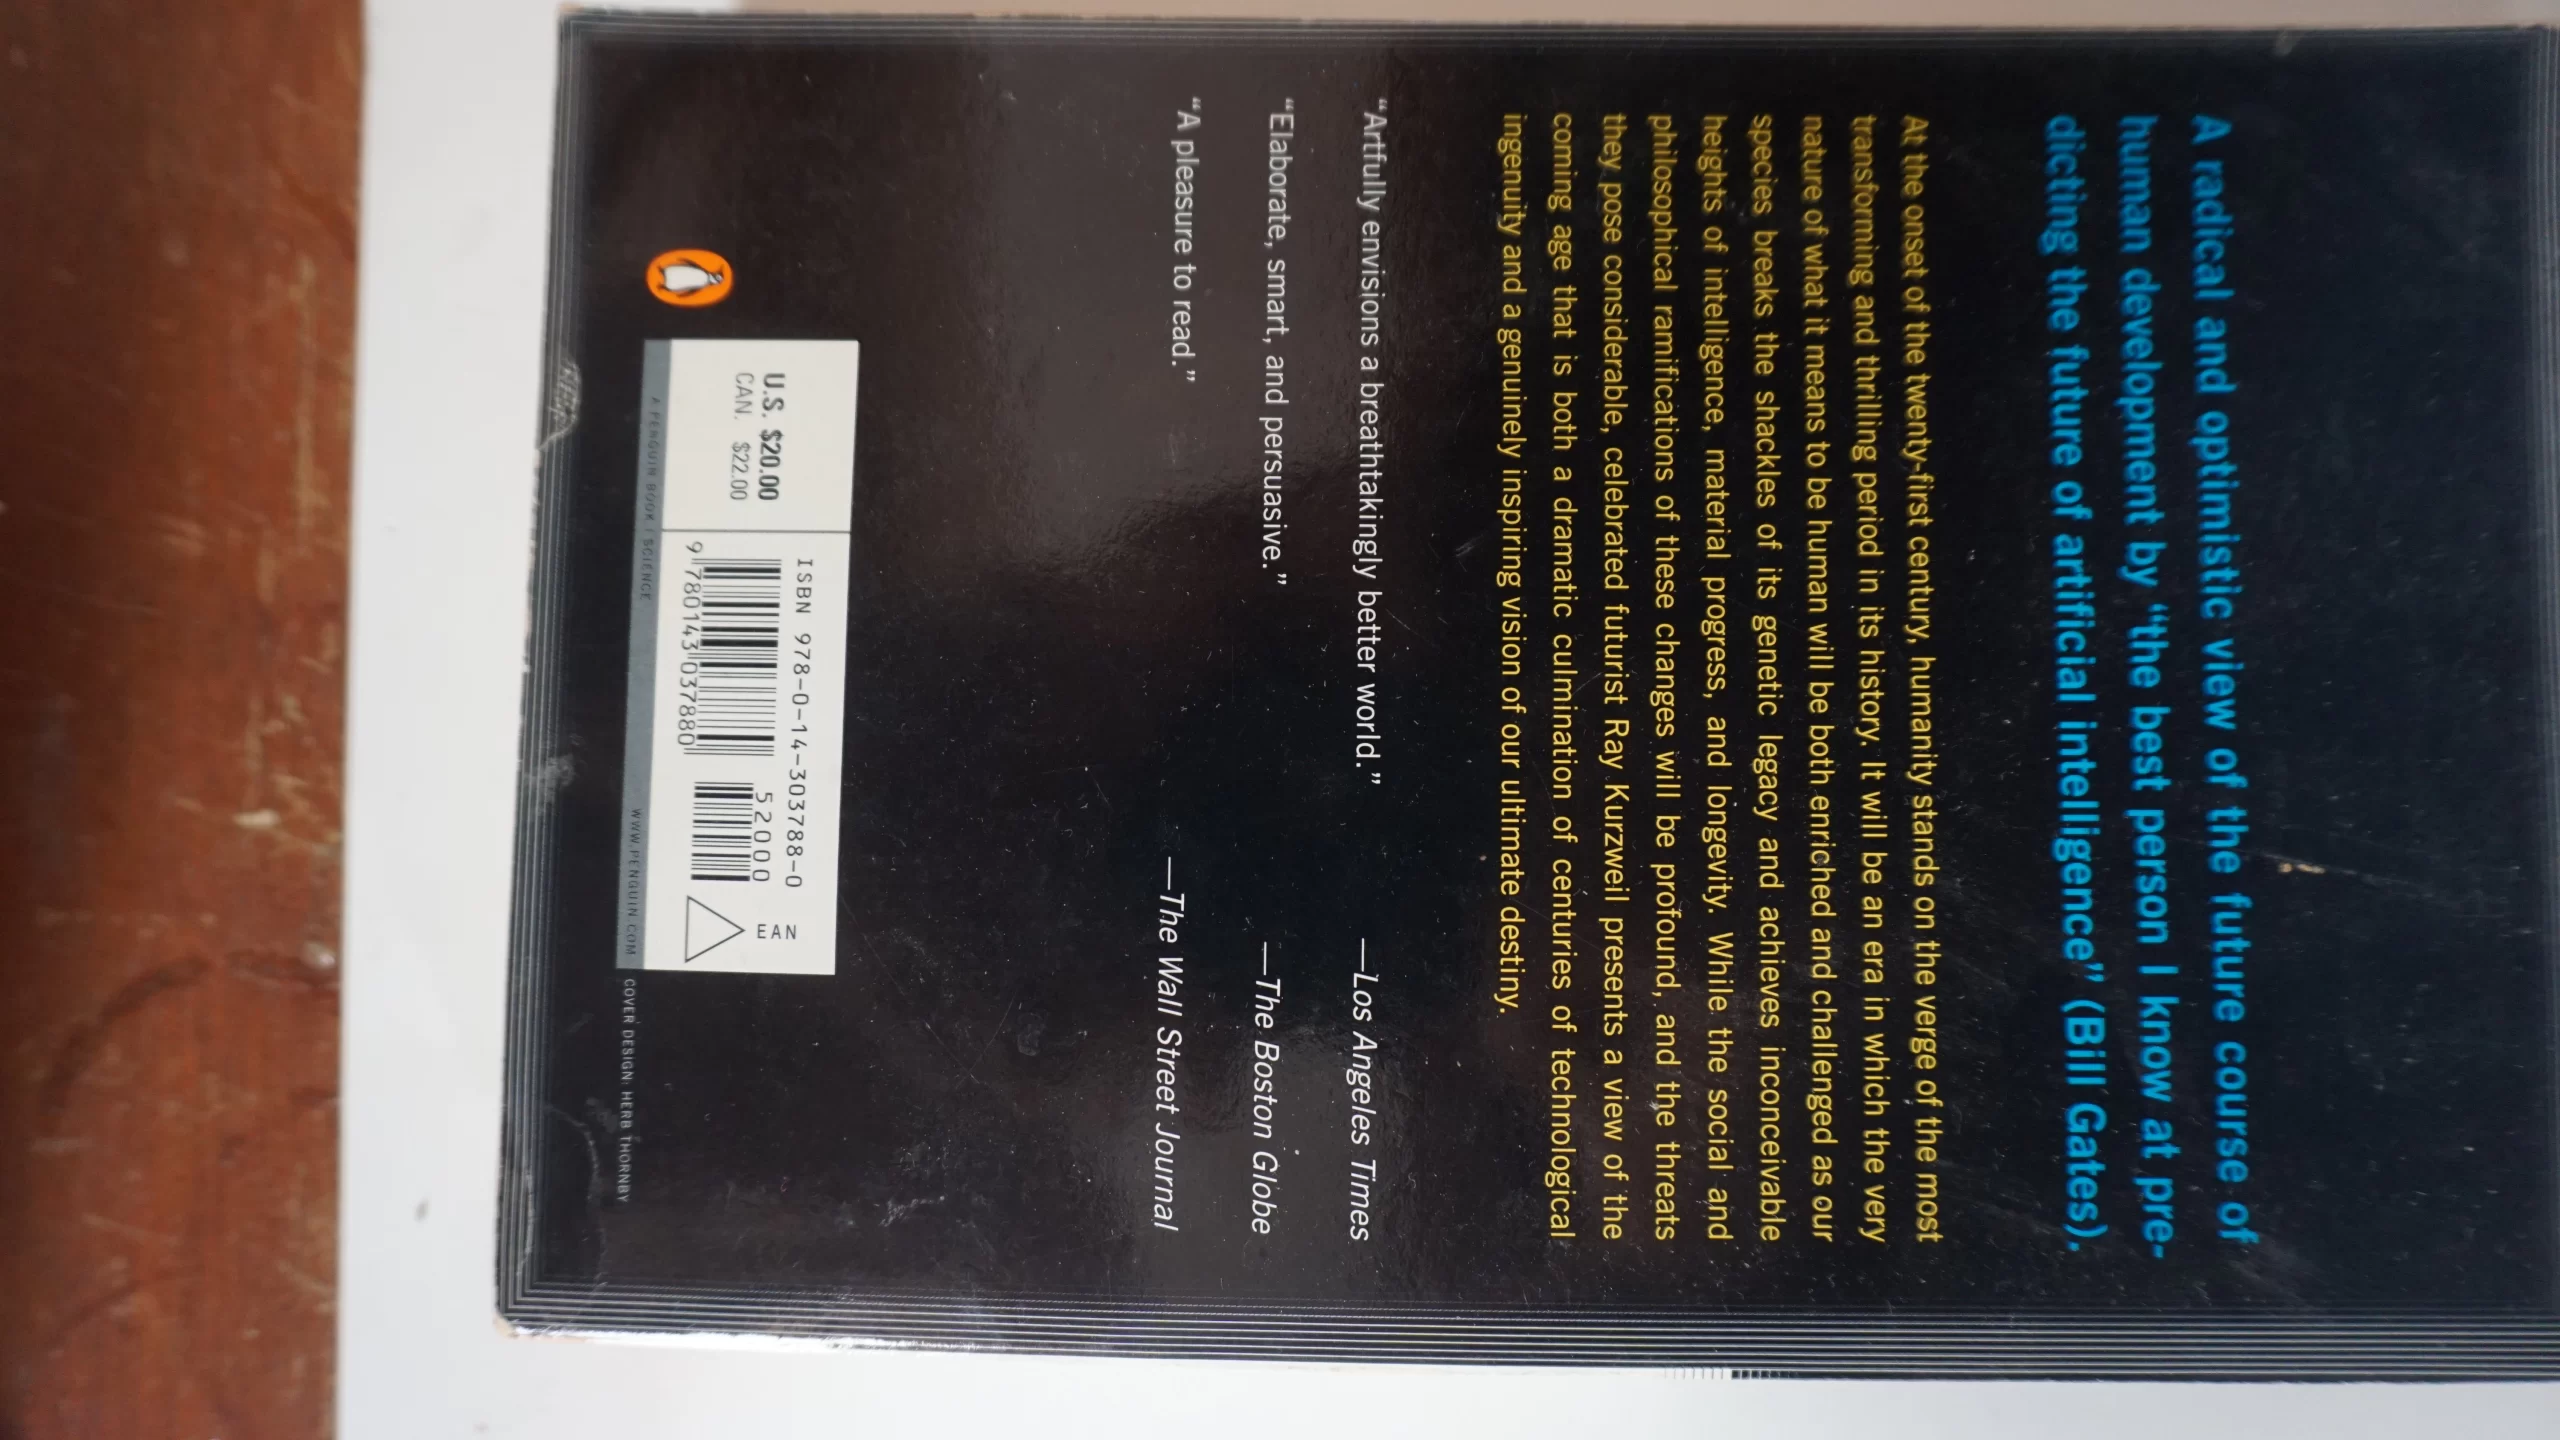 A radical and optimistic view of the future course of
human development by “the best person I know at pre-
dicting the future of artificial intelligence” (Bill Gates).
At the onset of the twenty-first century, humanity stands on the verge of the most
transforming and thrilling period in its history. It will be an era in which the very
nature of what it means to be human will be both enriched and challenged as our
species breaks the shackles of its genetic legacy and achieves inconceivable
heights of intelligence, material progress, and longevity. While the social and
philosophical ramifications of these changes will be profound, and the threats
they pose considerable, celebrated futurist Ray Kurzweil presents a view of the
coming age that is both a dramatic culmination of centuries of technological
ingenuity and a genuinely inspiring vision of our ultimate destiny.
“Artfully envisions a breathtakingly better world.” —Los Angeles Times
“Elaborate, smart, and persuasive.” —The Boston Globe
“A pleasure to read.” —The Wall Street Journal
ISBN 978-0-14-303788-0
EAN
U.S. $20.00
CAN. $22.00
52000
9 780143 037880
A PENGUIN BOOK | SCIENCE
WWW.PENGUIN.COM
COVER DESIGN: HERB THORNBY